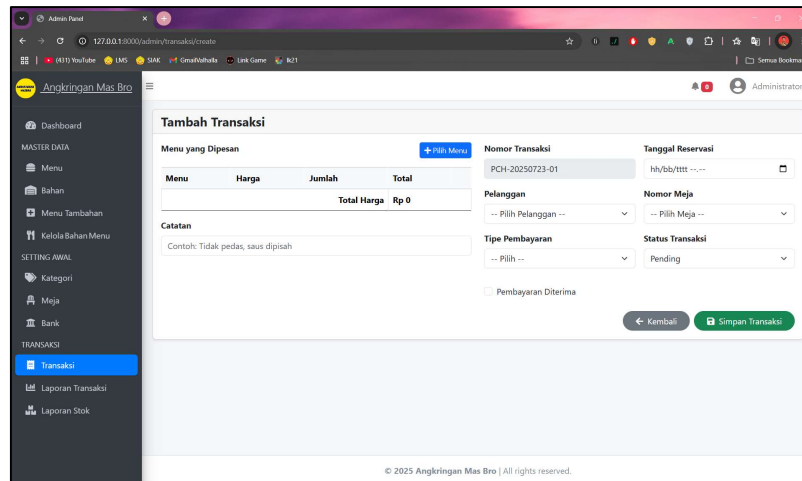 Admin Panel
127.0.0.1:8000/admin/transaksi/create
(431) YouTube LMS SIAK GmailValhalla Link Game lk21 Semua Bookma
Angkringan Mas Bro
0 Administrator
Dashboard
MASTER DATA
Menu
Bahan
Menu Tambahan
Kelola Bahan Menu
SETTING AWAL
Kategori
Meja
Bank
TRANSAKSI
Transaksi
Laporan Transaksi
Laporan Stok
Tambah Transaksi
Menu yang Dipesan
+ Pilih Menu
Menu Harga Jumlah Total
Total Harga Rp 0
Catatan
Contoh: Tidak pedas, saus dipisah
Nomor Transaksi
PCH-20250723-01
Tanggal Reservasi
hh/bb/tttt --.--
Pelanggan
-- Pilih Pelanggan --
Nomor Meja
-- Pilih Meja --
Tipe Pembayaran
-- Pilih --
Status Transaksi
Pending
Pembayaran Diterima
Kembali
Simpan Transaksi
© 2025 Angkringan Mas Bro | All rights reserved.